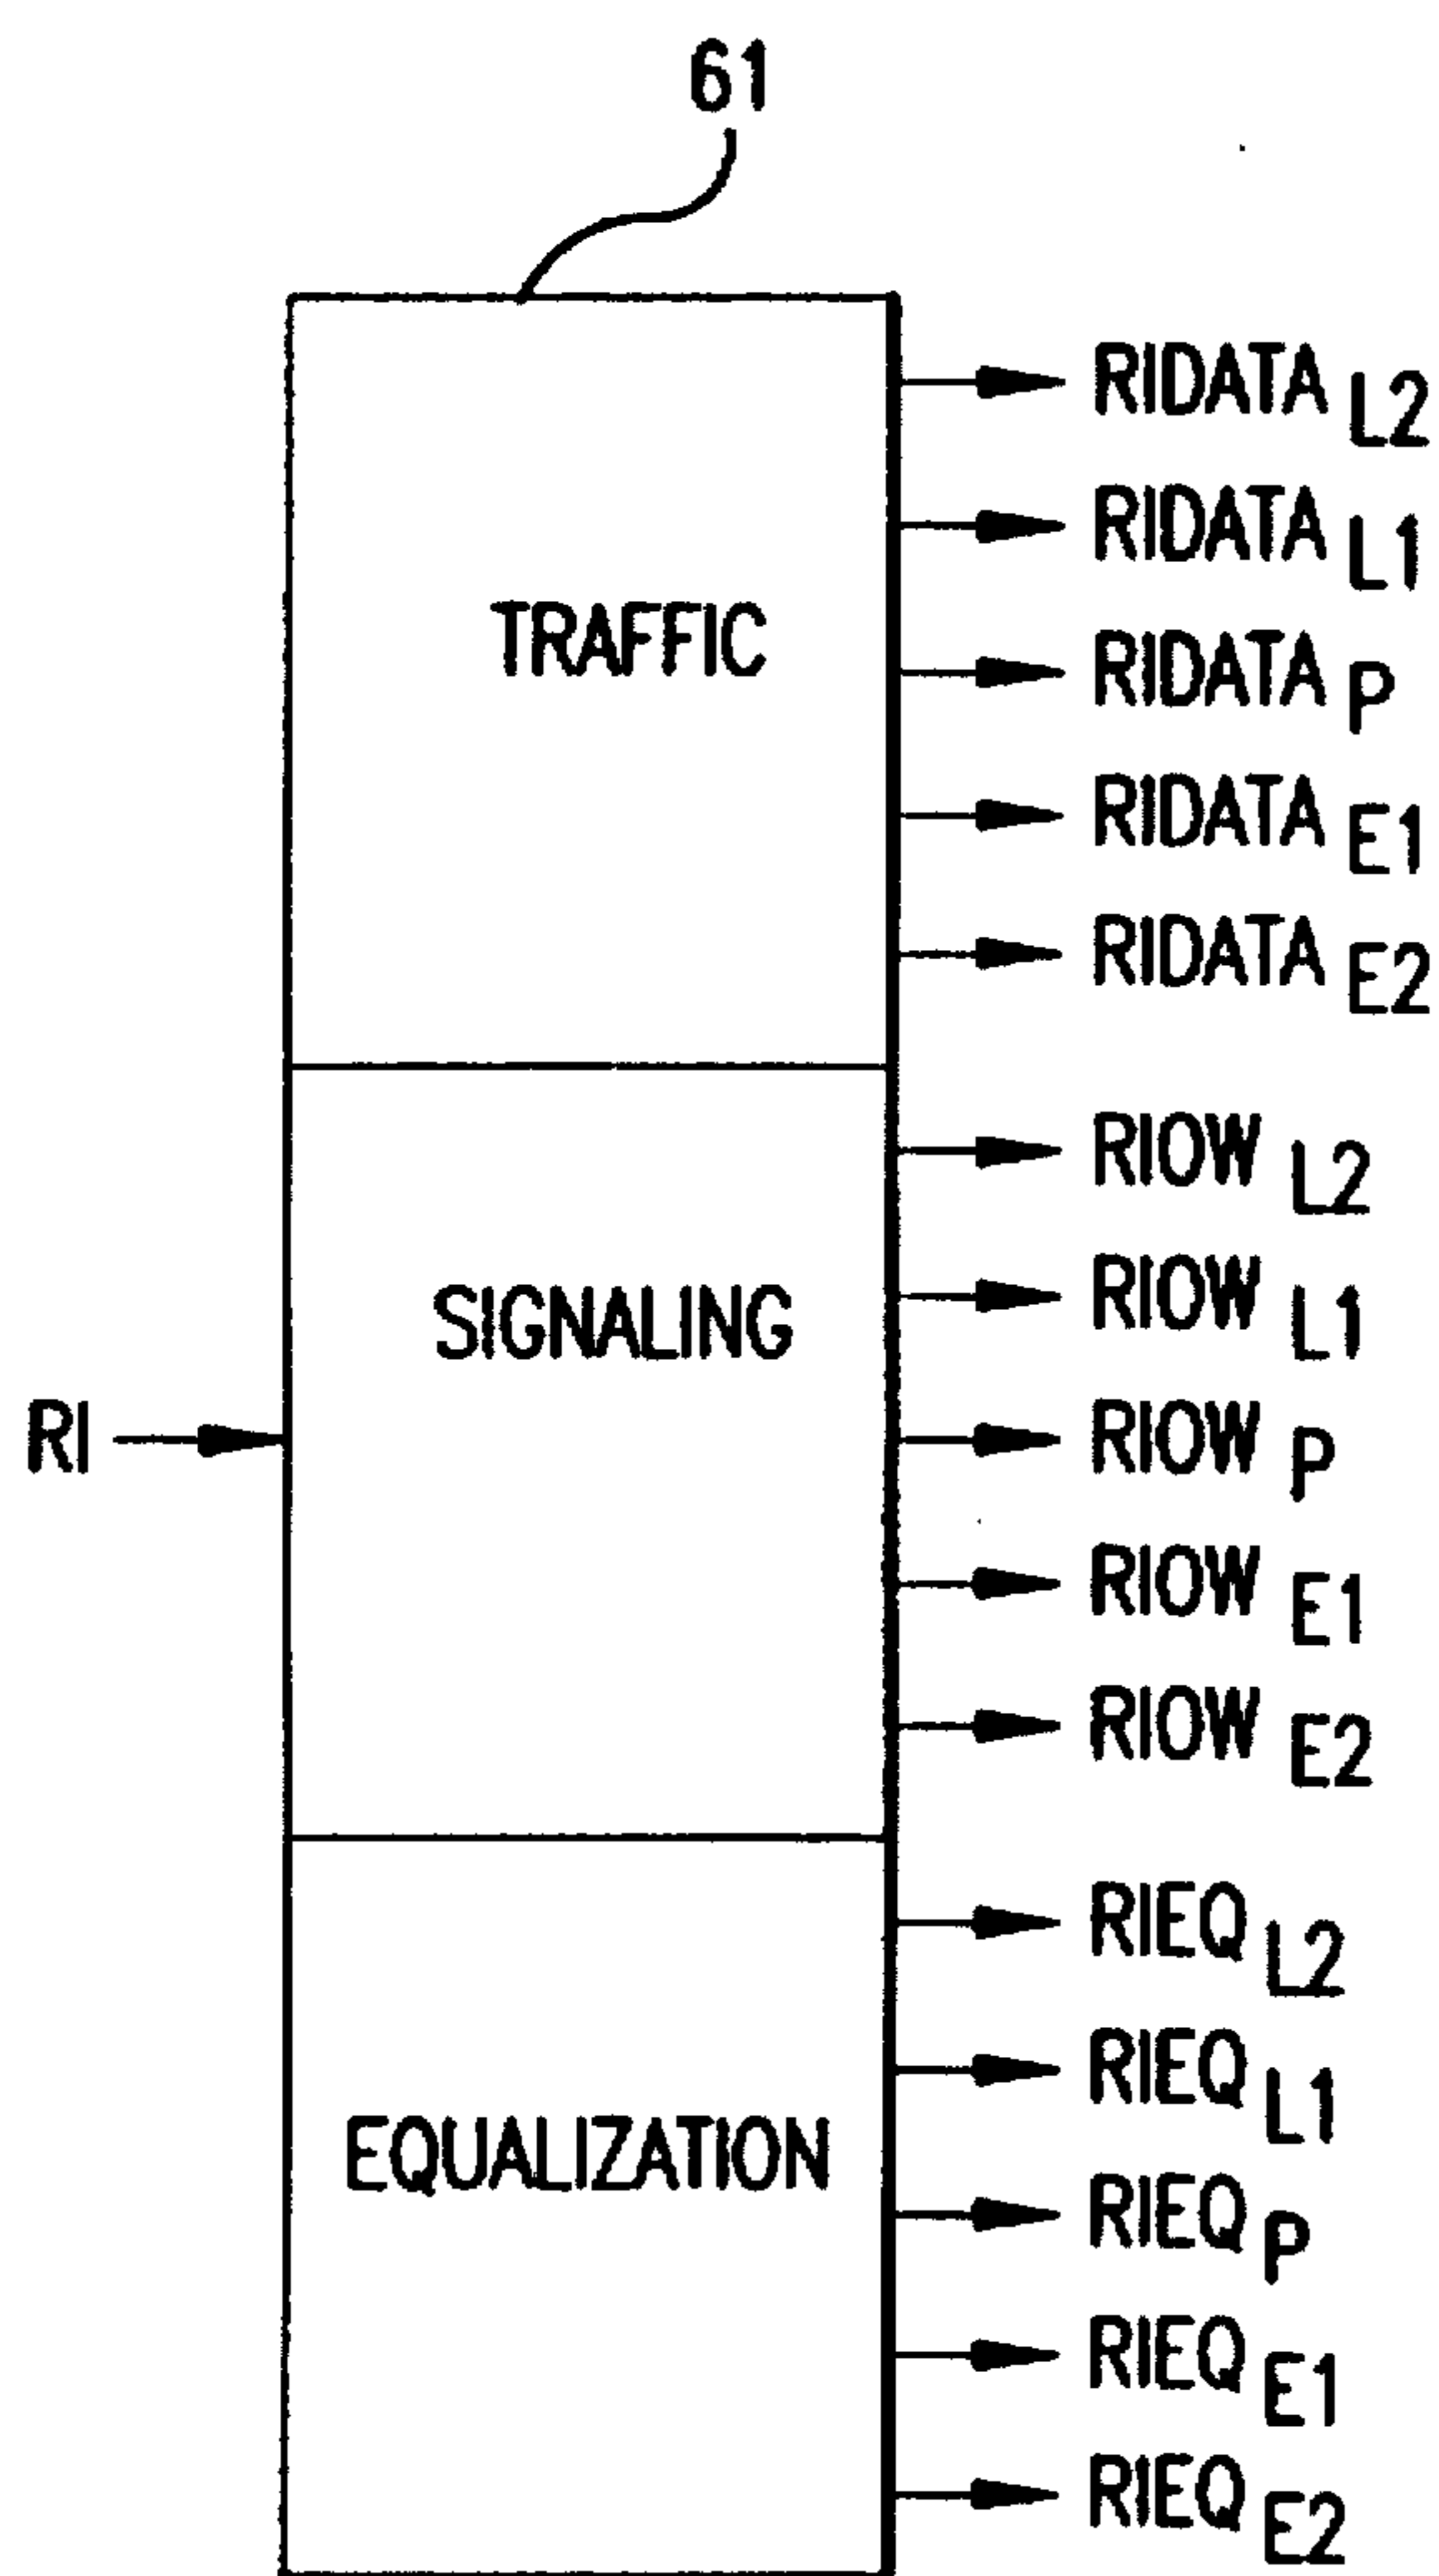 61
RIDATA L2
RIDATA L1
TRAFFIC
RIDATA P
RIDATA E1
RIDATA E2
RIOW L2
SIGNALING
RIOW L1
RI
RIOW P
RIOW E1
RIOW E2
RIEQ L2
RIEQ L1
EQUALIZATION
RIEQ P
RIEQ E1
RIEQ E2